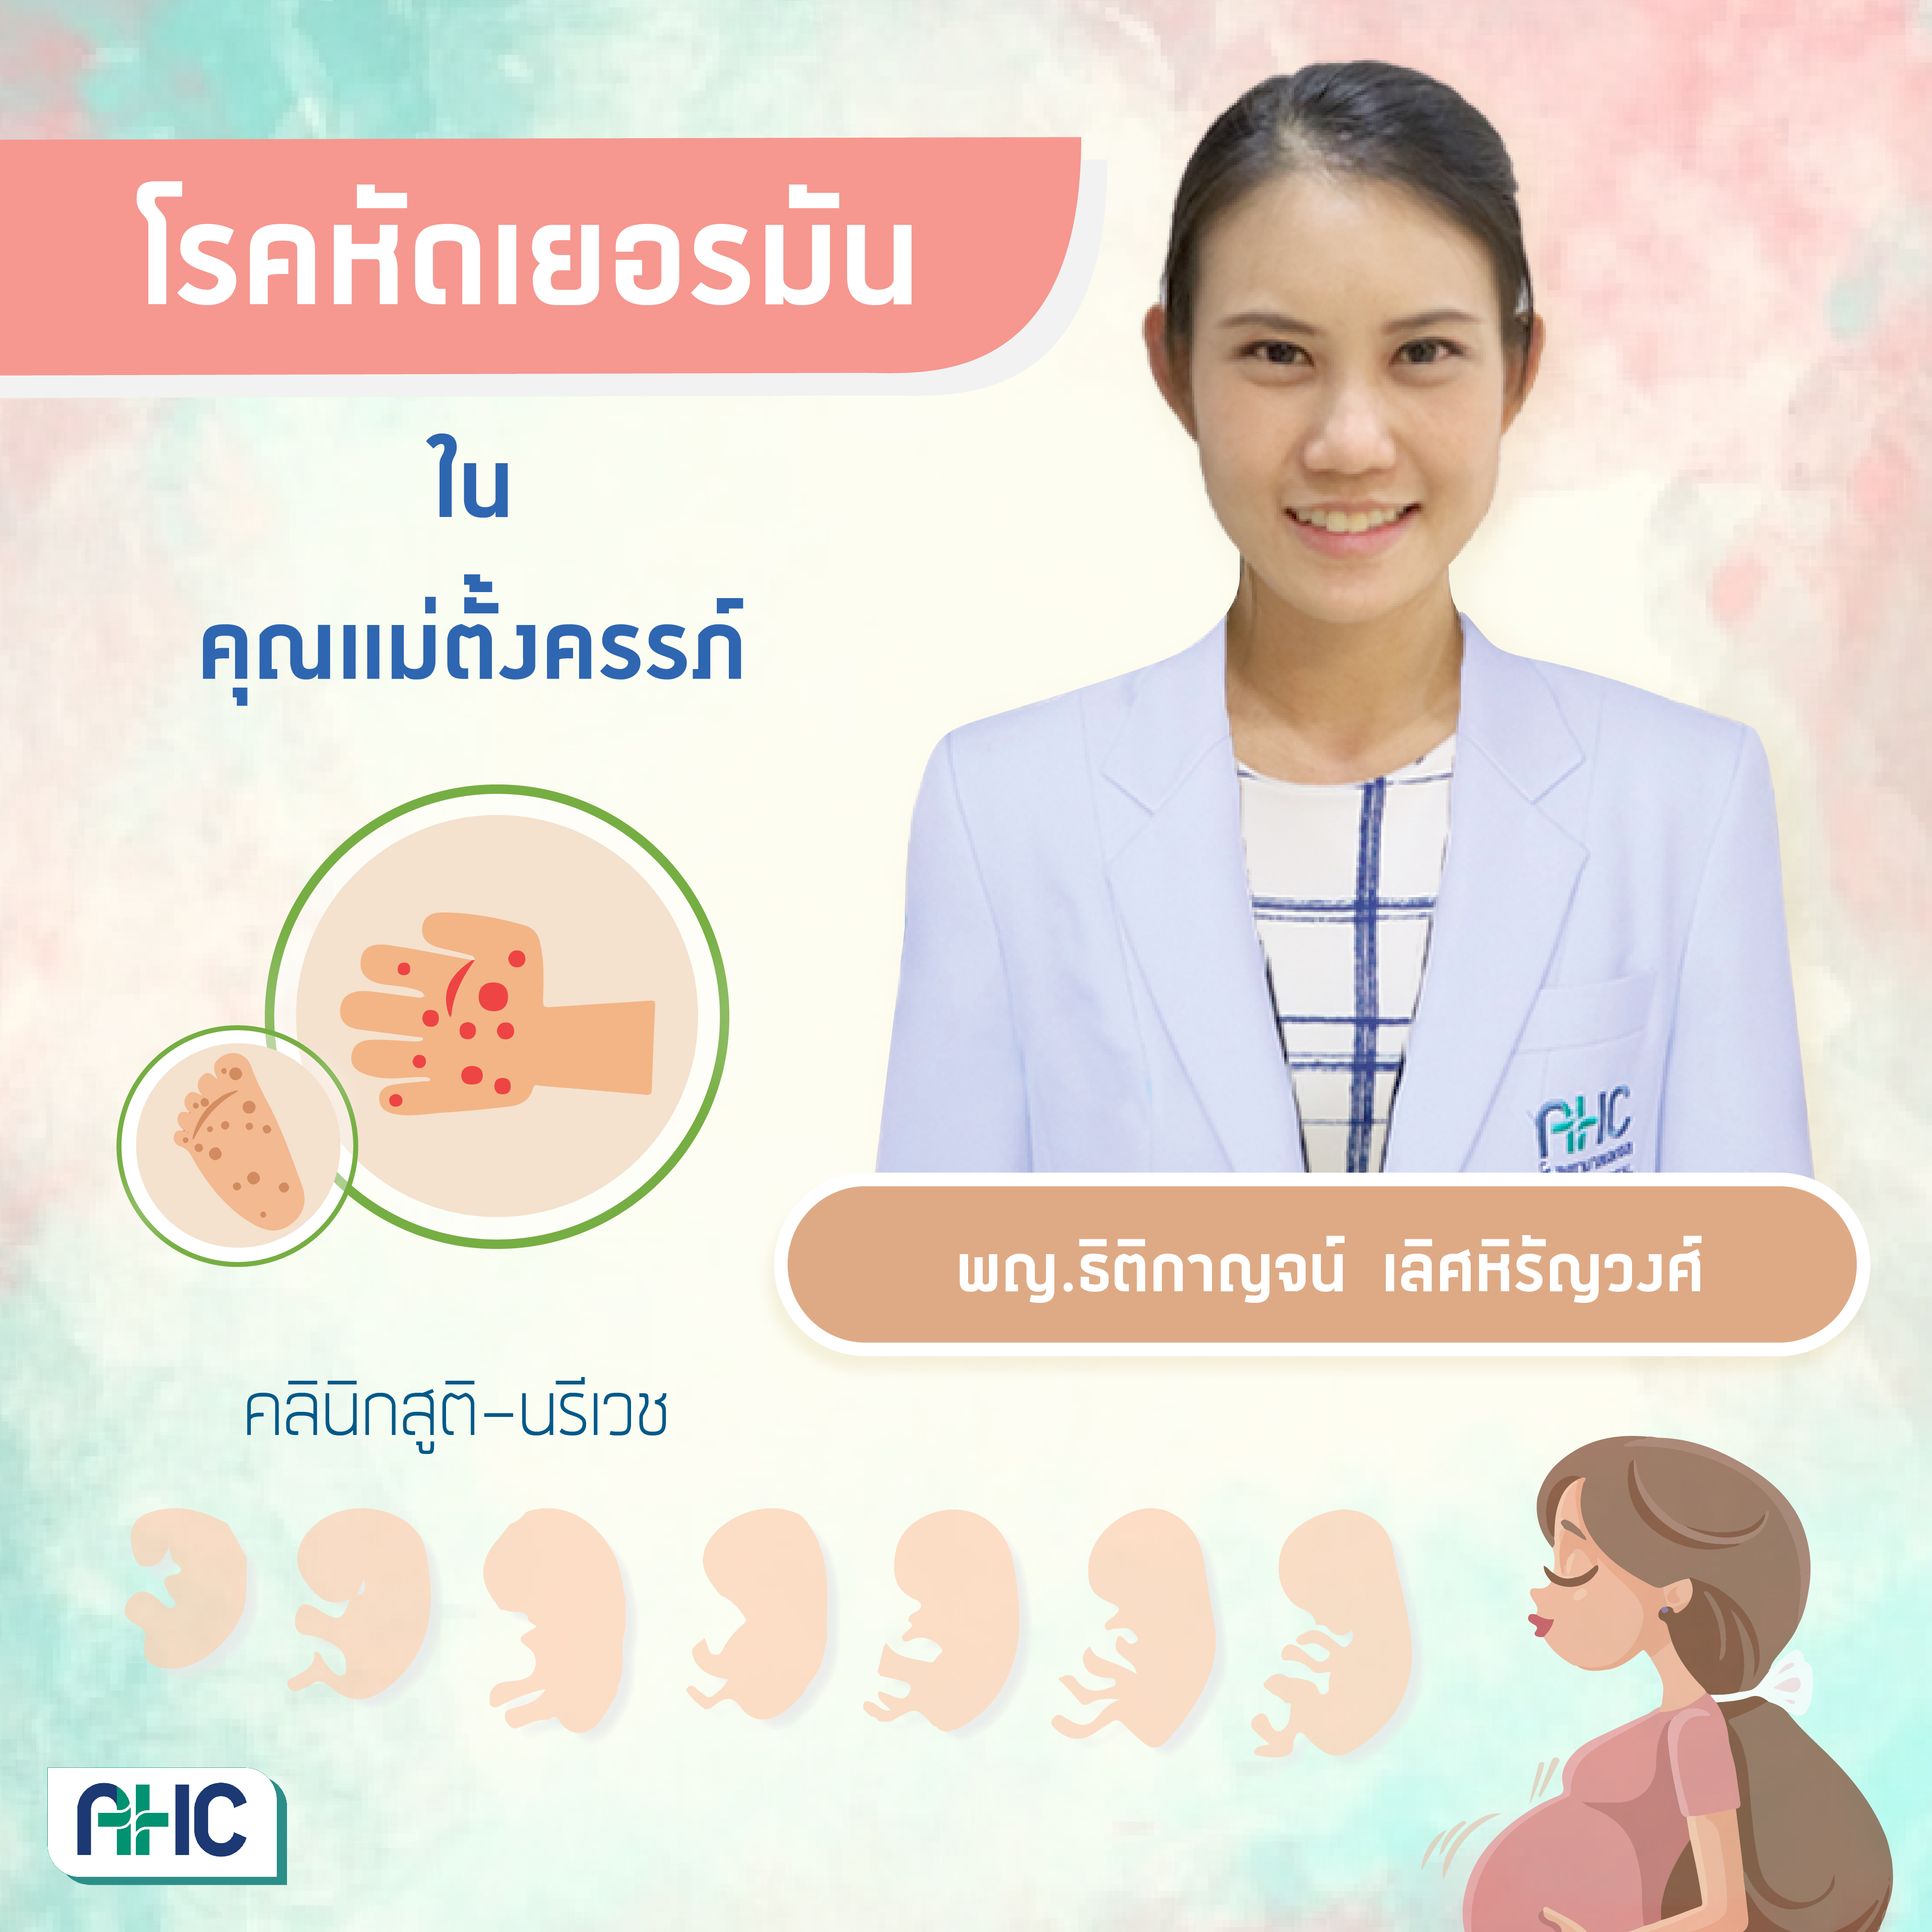 โรคหัดเยอรมัน
ใน
คุณแม่ตั้งครรภ์
AHIC
พญ.ธิติกาญจน์ เลิศหิรัญวงศ์
คลินิกสูติ-นรีเวช
AHIC